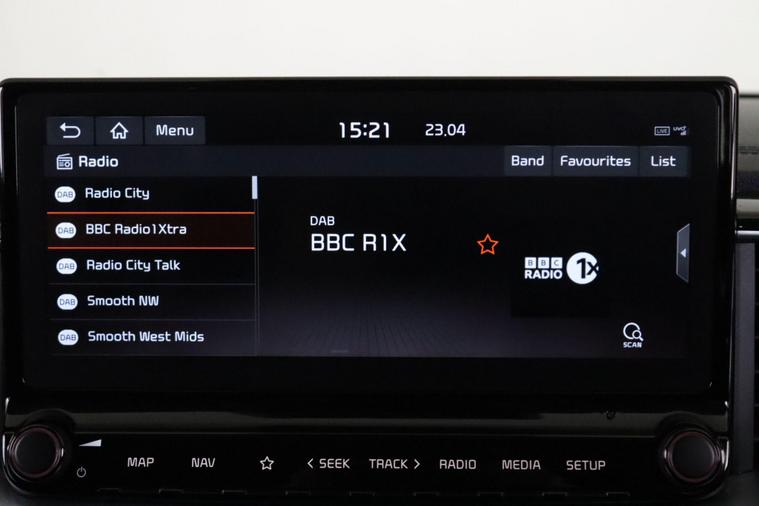 Menu 15:21 23.04 LIVE UVO
Radio Band Favourites List
DAB Radio City
DAB BBC Radio1Xtra
DAB Radio City Talk
DAB Smooth NW
DAB Smooth West Mids
DAB
BBC R1X
BBC
RADIO 1X
SCAN
MAP NAV < SEEK TRACK > RADIO MEDIA SETUP